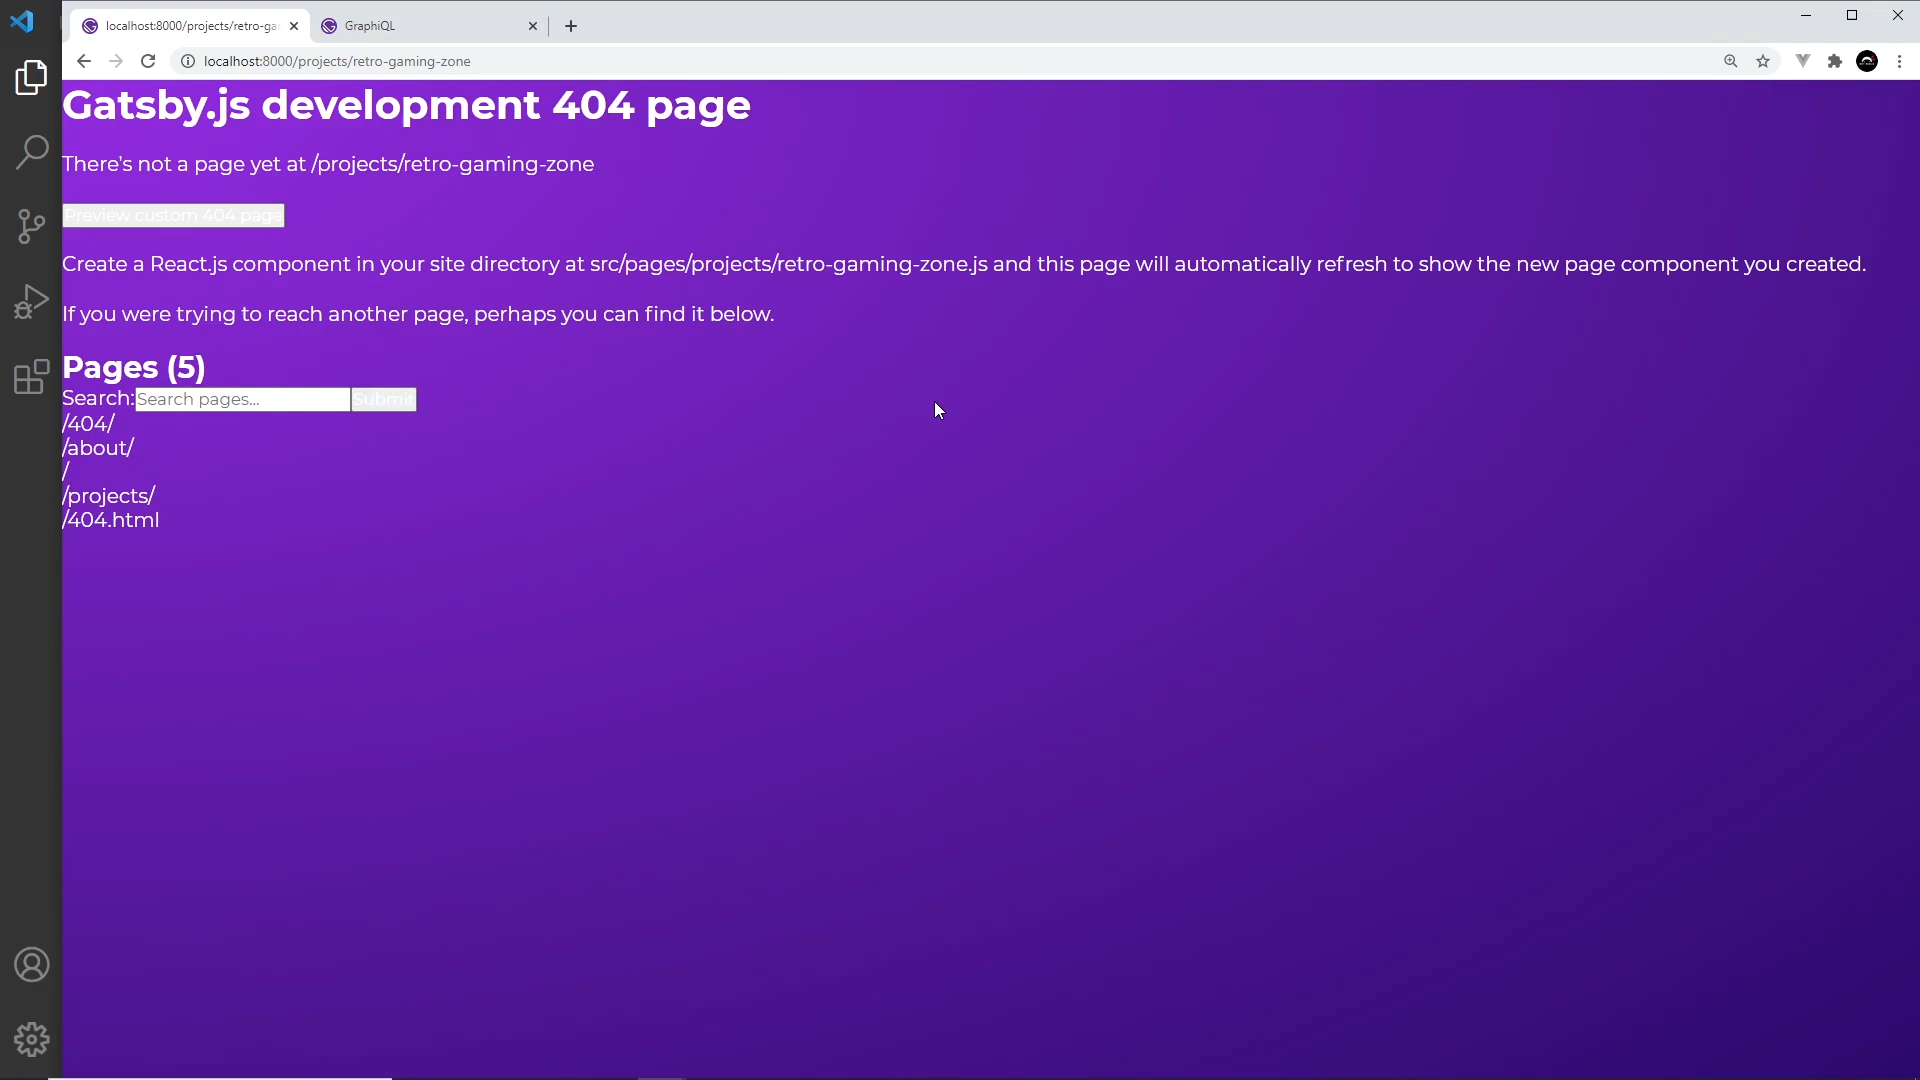 localhost:8000/projects/retro-ga
GraphiQL
localhost:8000/projects/retro-gaming-zone
Gatsby.js development 404 page
There's not a page yet at /projects/retro-gaming-zone
Preview custom 404 page
Create a React.js component in your site directory at src/pages/projects/retro-gaming-zone.js and this page will automatically refresh to show the new page component you created.
If you were trying to reach another page, perhaps you can find it below.
Pages (5)
Search: Search pages... Submit
/404/
/about/
/
/projects/
/404.html